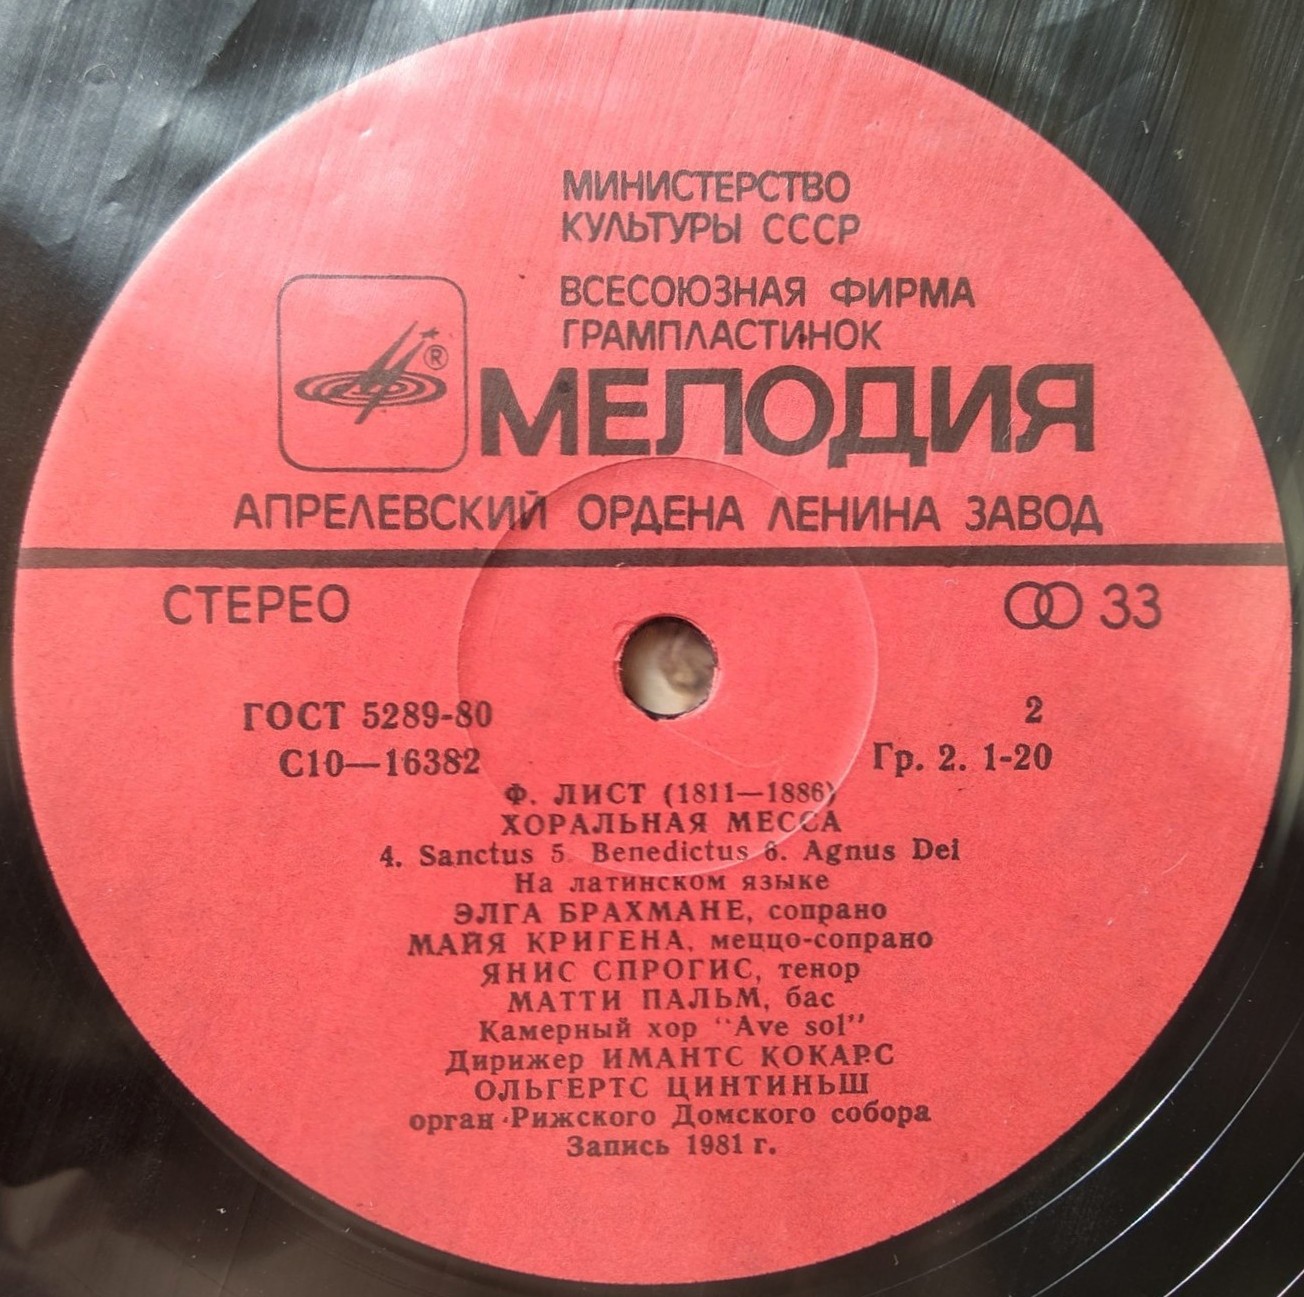 МИНИСТЕРСТВО
КУЛЬТУРЫ СССР
ВСЕСОЮЗНАЯ ФИРМА
ГРАМПЛАСТИНОК
®
МЕЛОДИЯ
АПРЕЛЕВСКИЙ ОРДЕНА ЛЕНИНА ЗАВОД
СТЕРЕО 33
ГОСТ 5289-80 2
С10—16382 Гр. 2. 1-20
Ф. ЛИСТ (1811—1886)
ХОРАЛЬНАЯ МЕССА
4. Sanctus 5. Benedictus 6. Agnus Dei
На латинском языке
ЭЛГА БРАХМАНЕ, сопрано
МАЙЯ КРИГЕНА, меццо-сопрано
ЯНИС СПРОГИС, тенор
МАТТИ ПАЛЬМ, бас
Камерный хор "Ave sol"
Дирижер ИМАНТС КОКАРС
ОЛЬГЕРТС ЦИНТИНЬШ
орган Рижского Домского собора
Запись 1981 г.